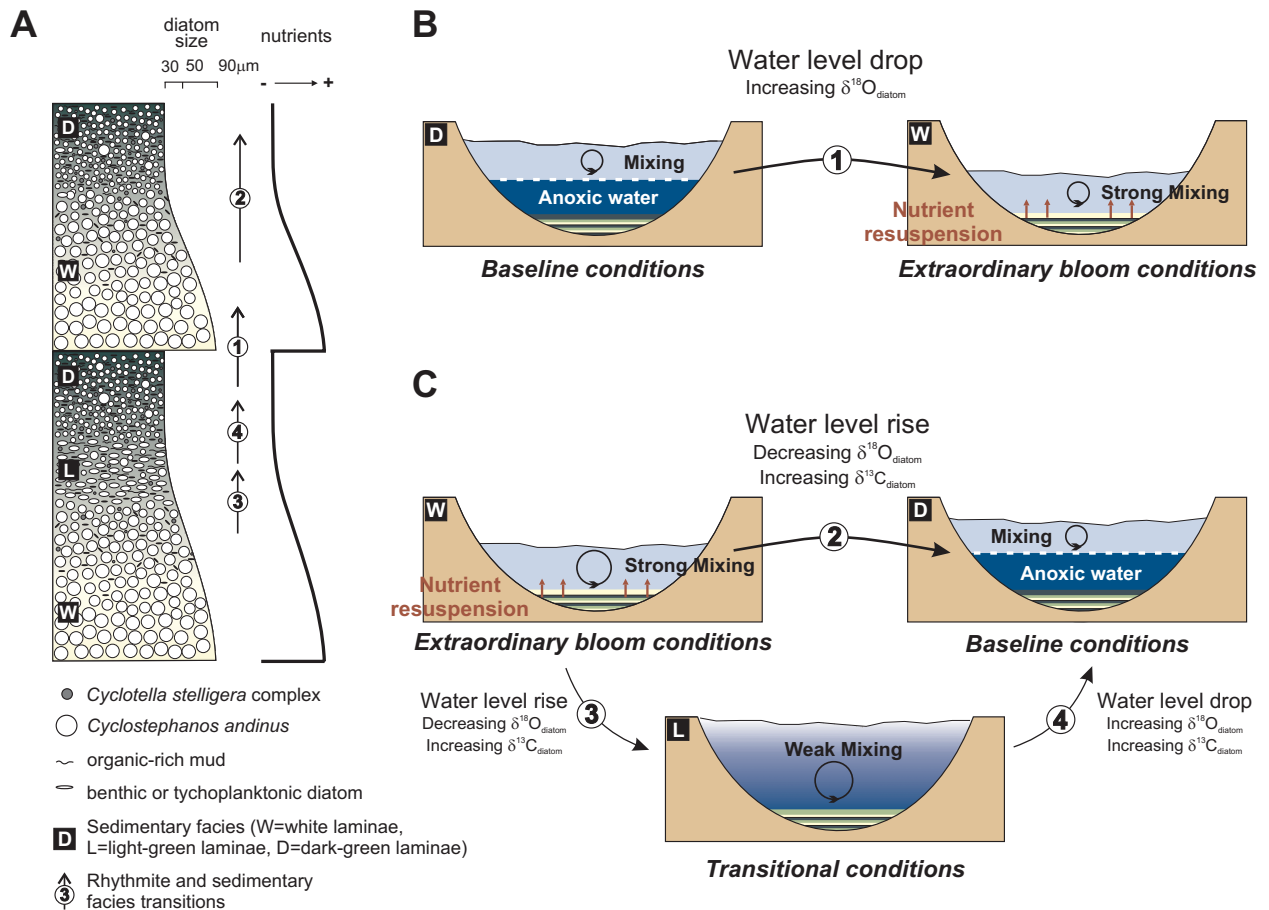 A
diatom
size
nutrients
30 50 90μm
- +
D
2
W
1
D
4
L
3
W
Cyclotella stelligera complex
Cyclostephanos andinus
organic-rich mud
benthic or tychoplanktonic diatom
D
Sedimentary facies (W=white laminae,
L=light-green laminae, D=dark-green laminae)
3
Rhythmite and sedimentary
facies transitions
B
Water level drop
Increasing δ18Odiatom
D
Mixing
Anoxic water
Baseline conditions
1
W
Strong Mixing
Nutrient
resuspension
Extraordinary bloom conditions
C
Water level rise
Decreasing δ18Odiatom
Increasing δ13Cdiatom
W
Strong Mixing
Nutrient
resuspension
Extraordinary bloom conditions
2
D
Mixing
Anoxic water
Baseline conditions
Water level rise
Decreasing δ18Odiatom
Increasing δ13Cdiatom
3
L
Weak Mixing
Transitional conditions
4
Water level drop
Increasing δ18Odiatom
Increasing δ13Cdiatom